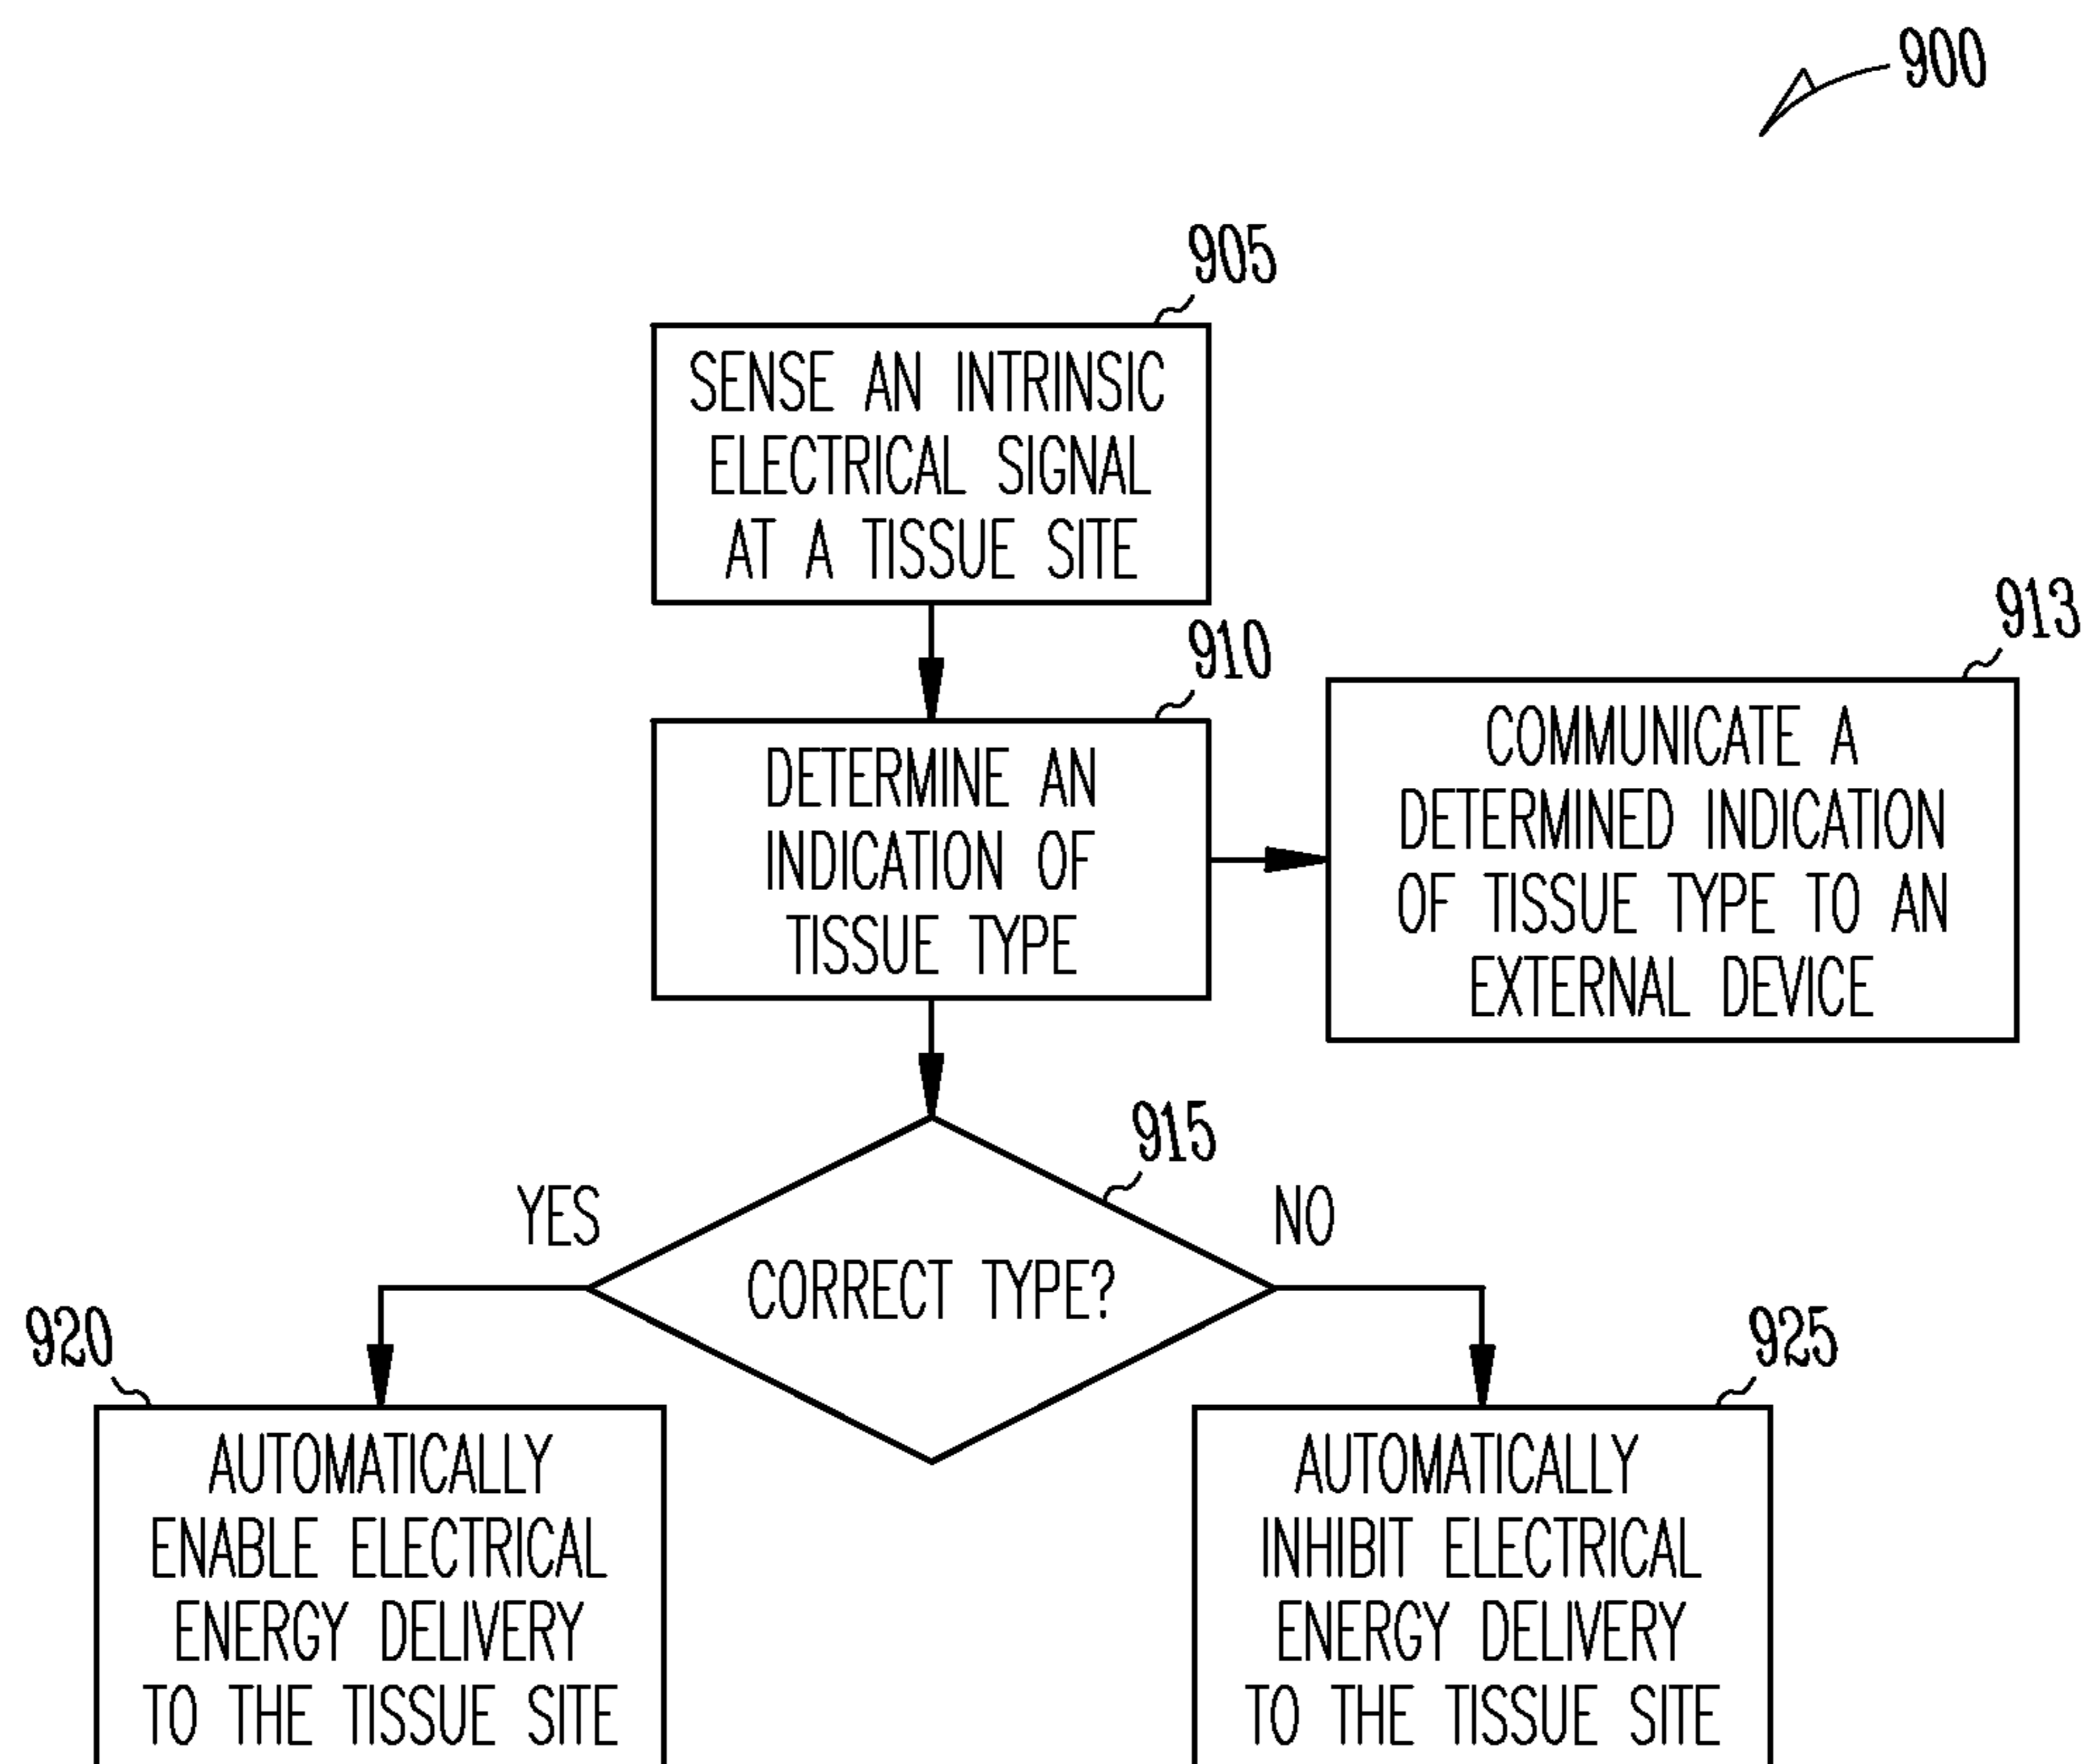 900
905
SENSE AN INTRINSIC
ELECTRICAL SIGNAL
AT A TISSUE SITE
910
DETERMINE AN
INDICATION OF
TISSUE TYPE
913
COMMUNICATE A
DETERMINED INDICATION
OF TISSUE TYPE TO AN
EXTERNAL DEVICE
915
YES
CORRECT TYPE?
NO
920
AUTOMATICALLY
ENABLE ELECTRICAL
ENERGY DELIVERY
TO THE TISSUE SITE
925
AUTOMATICALLY
INHIBIT ELECTRICAL
ENERGY DELIVERY
TO THE TISSUE SITE